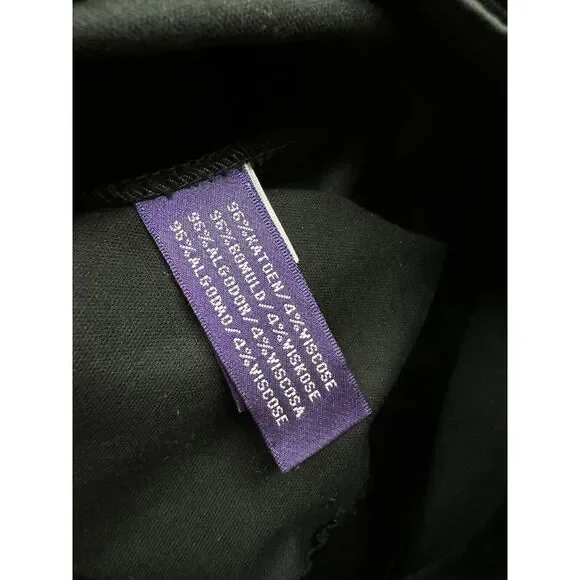 96%KATOEN/4%VISCOSE
96%BOMULD/4%VISKOSE
96%ALGODON/4%VISCOSA
96%ALGODAO/4%VISCOSE